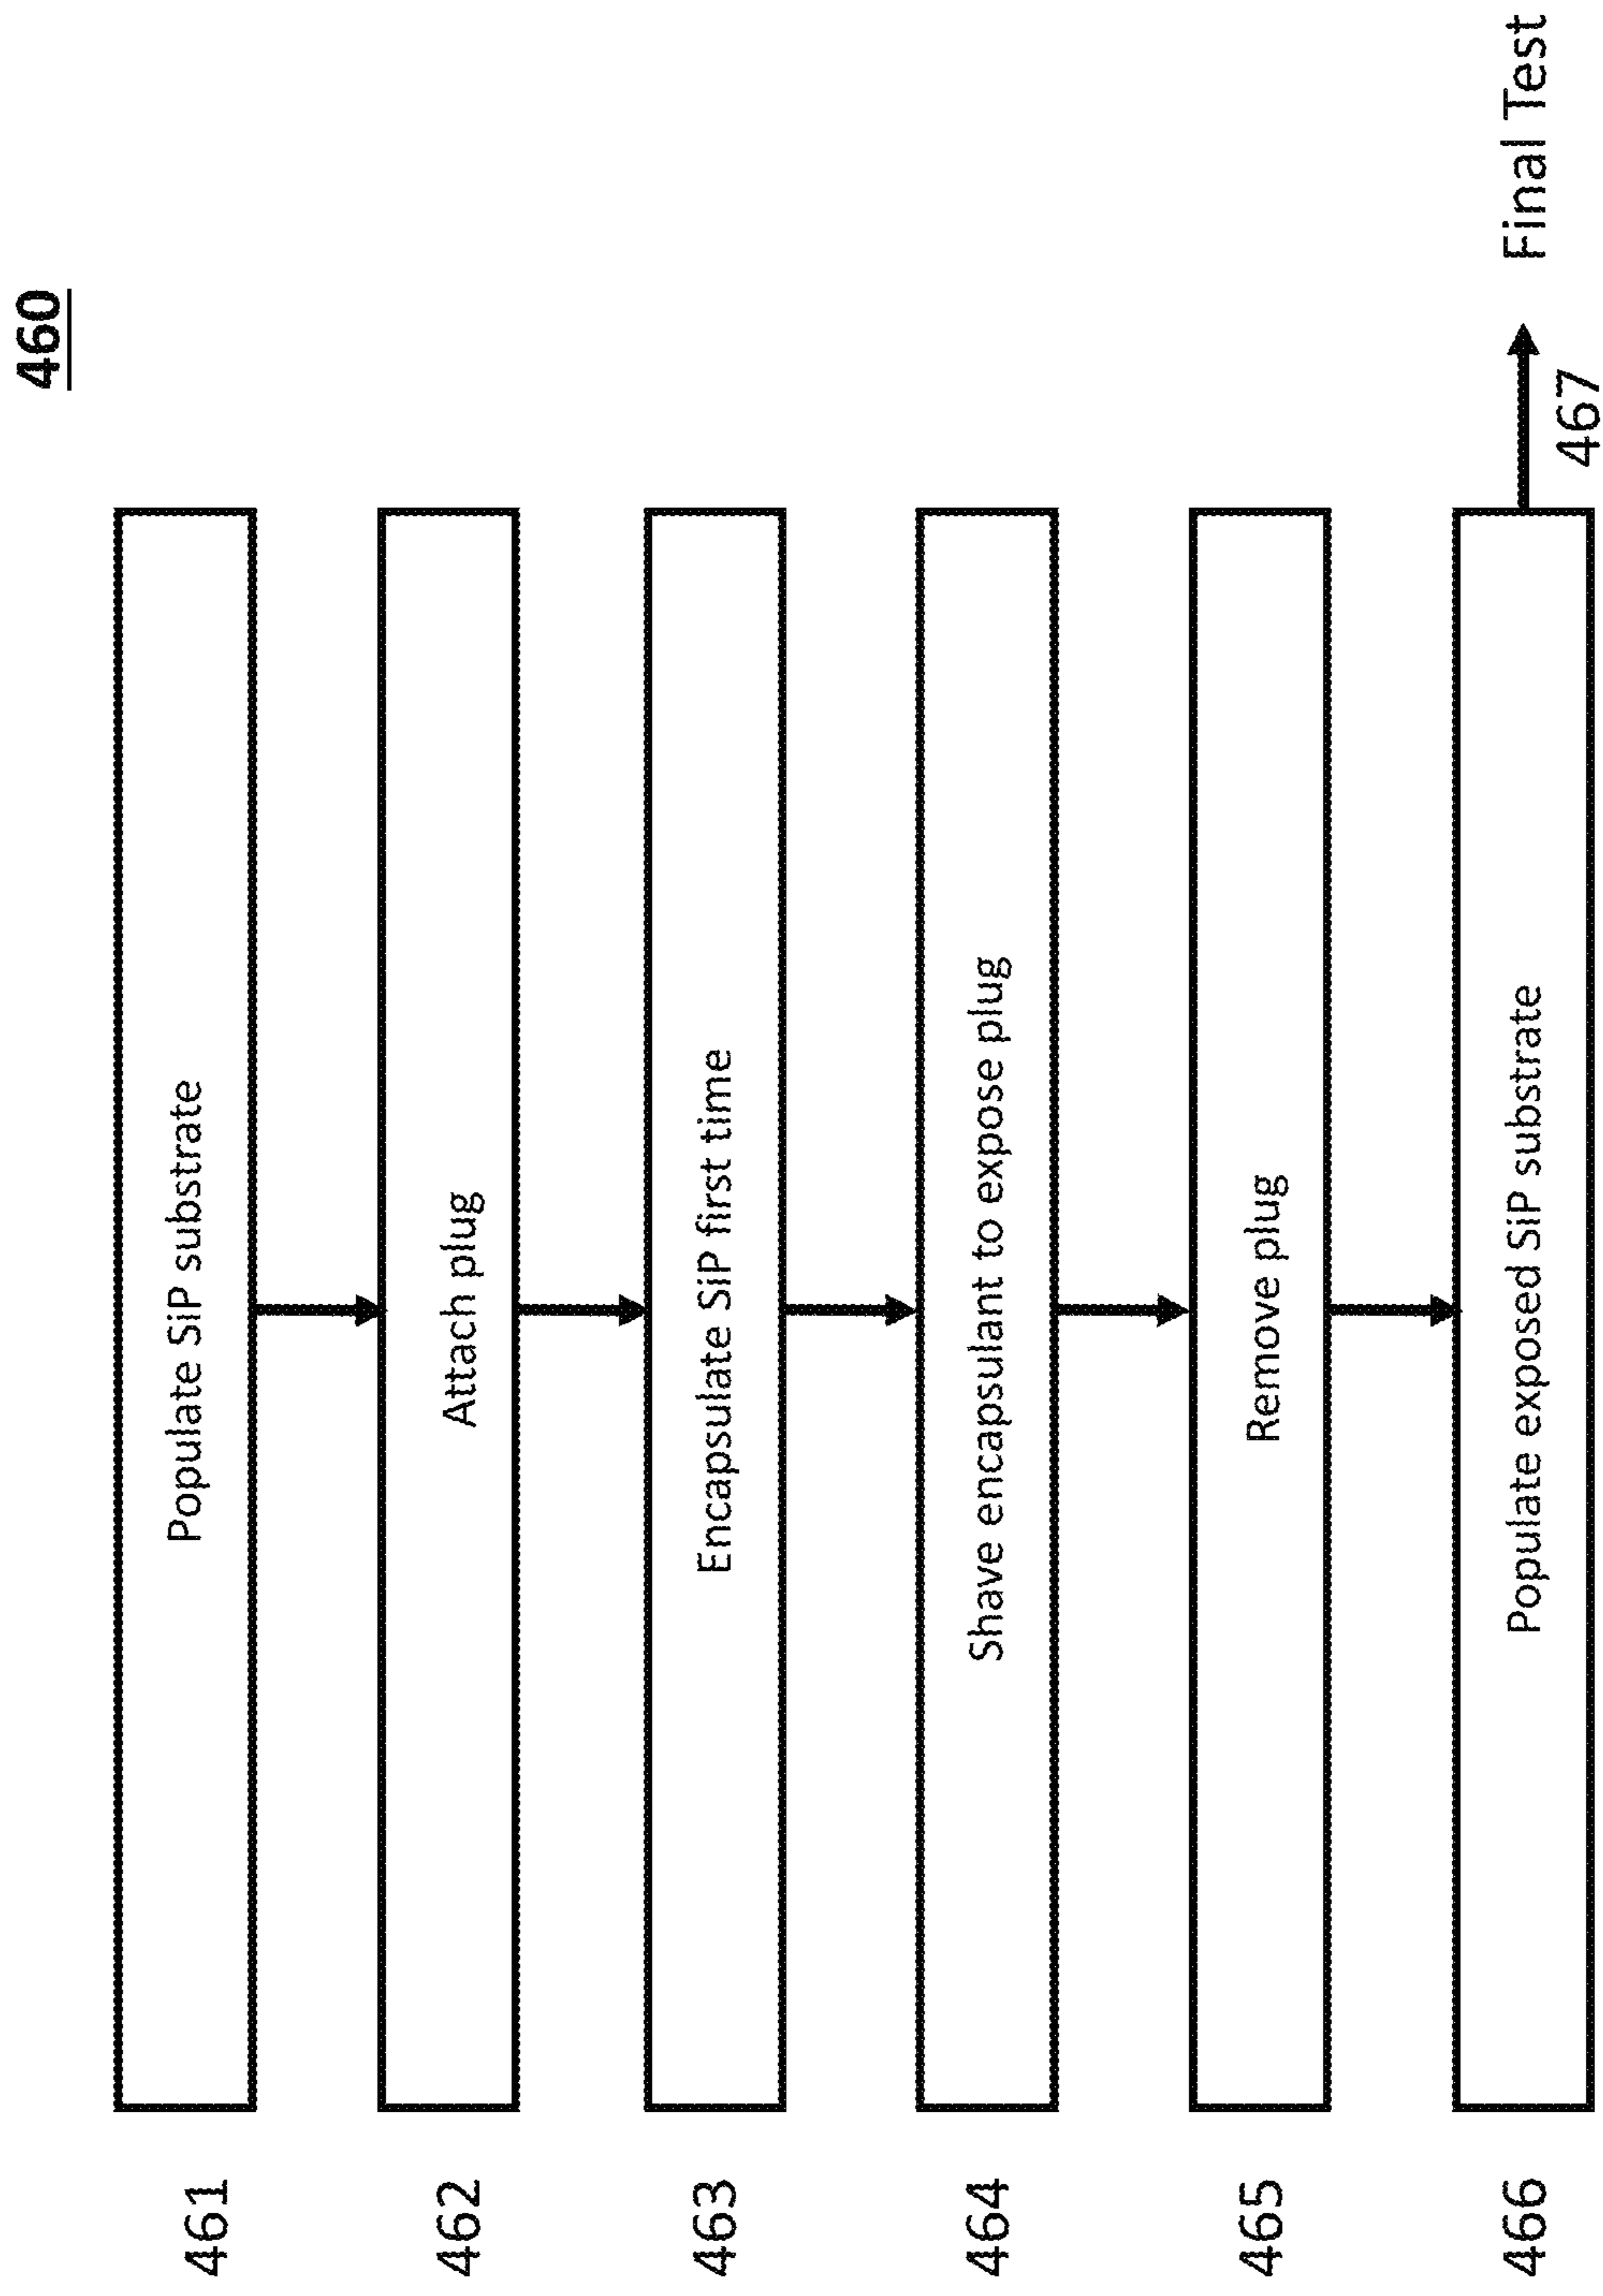 460
461
Populate SiP substrate
462
Attach plug
463
Encapsulate SiP first time
464
Shave encapsulant to expose plug
465
Remove plug
466
Populate exposed SiP substrate
467
Final Test